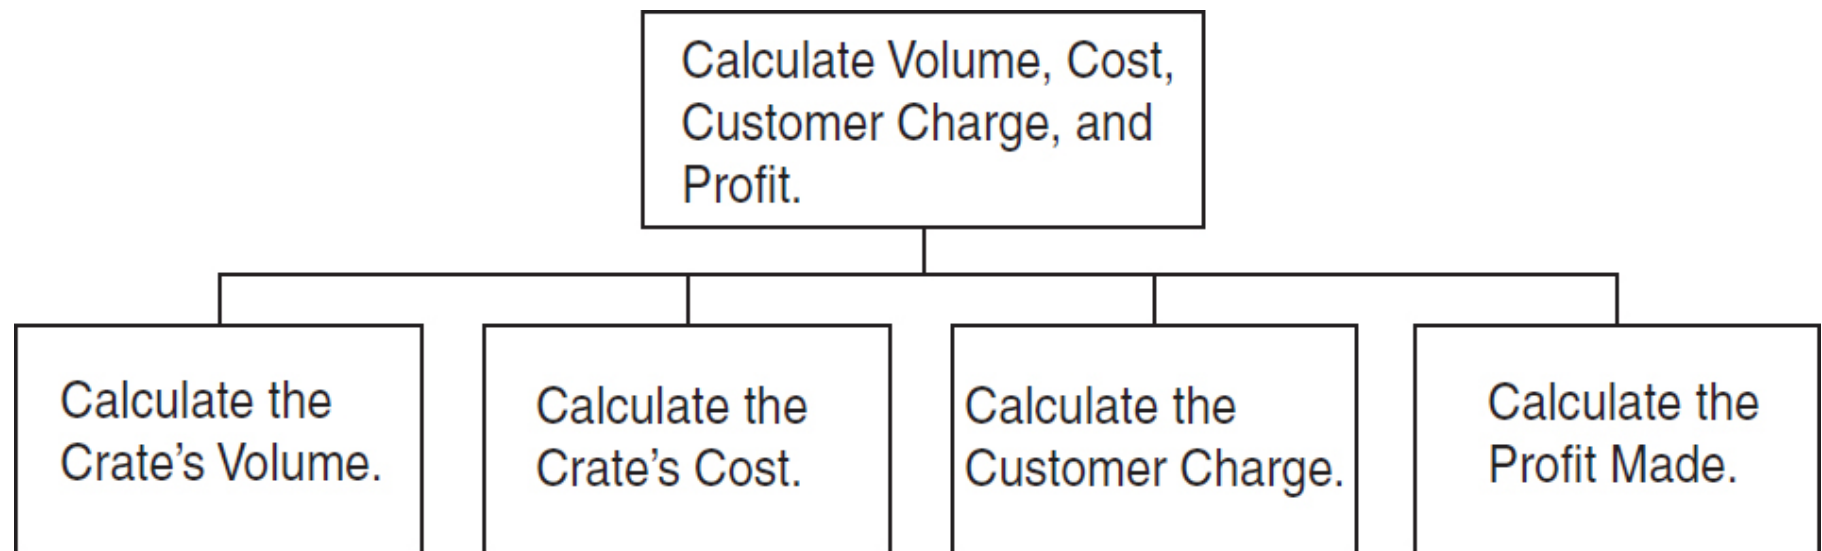 Calculate Volume, Cost,
Customer Charge, and
Profit.
Calculate the
Crate’s Volume.
Calculate the
Crate’s Cost.
Calculate the
Customer Charge.
Calculate the
Profit Made.